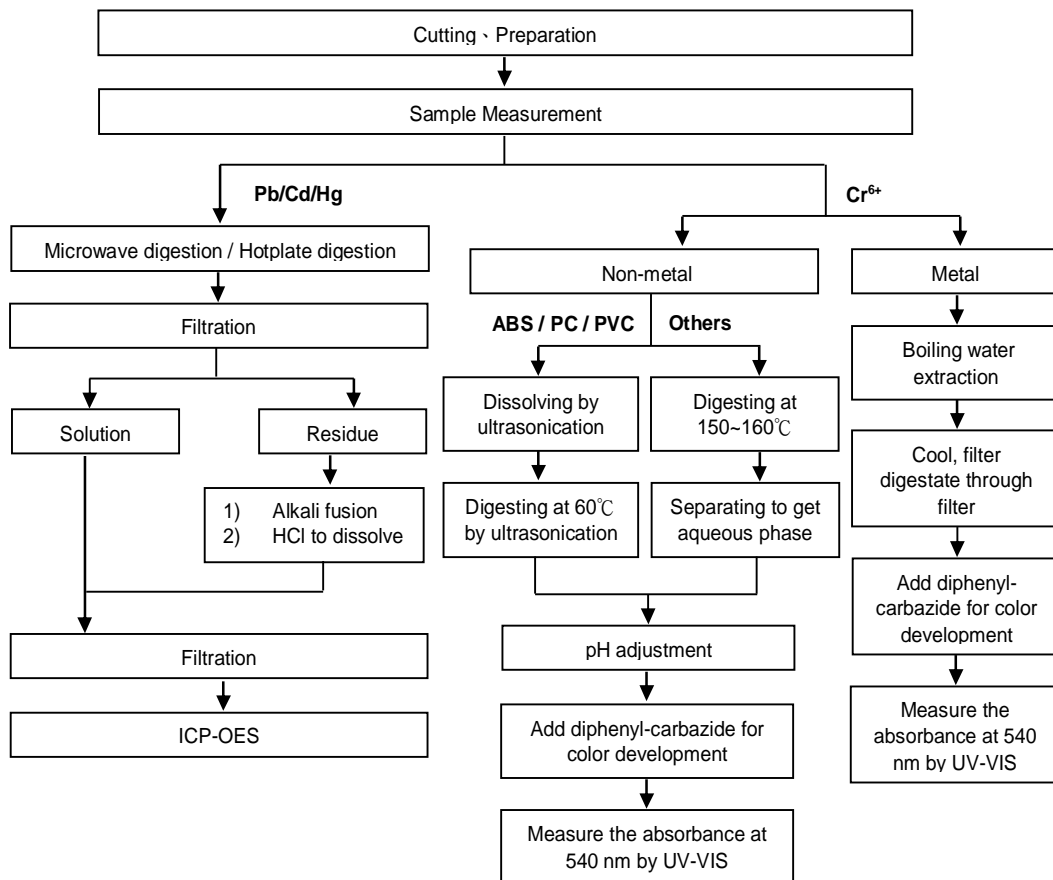 Cutting、Preparation
Sample Measurement
Pb/Cd/Hg
Cr⁶⁺
Microwave digestion / Hotplate digestion
Non-metal
Metal
Filtration
ABS / PC / PVC
Others
Boiling water
extraction
Solution
Residue
Dissolving by
ultrasonication
Digesting at
150~160℃
Cool, filter
digestate through
filter
1) Alkali fusion
2) HCl to dissolve
Digesting at 60℃
by ultrasonication
Separating to get
aqueous phase
Add diphenyl-
carbazide for color
development
Filtration
pH adjustment
ICP-OES
Add diphenyl-carbazide for
color development
Measure the
absorbance at 540
nm by UV-VIS
Measure the absorbance at
540 nm by UV-VIS